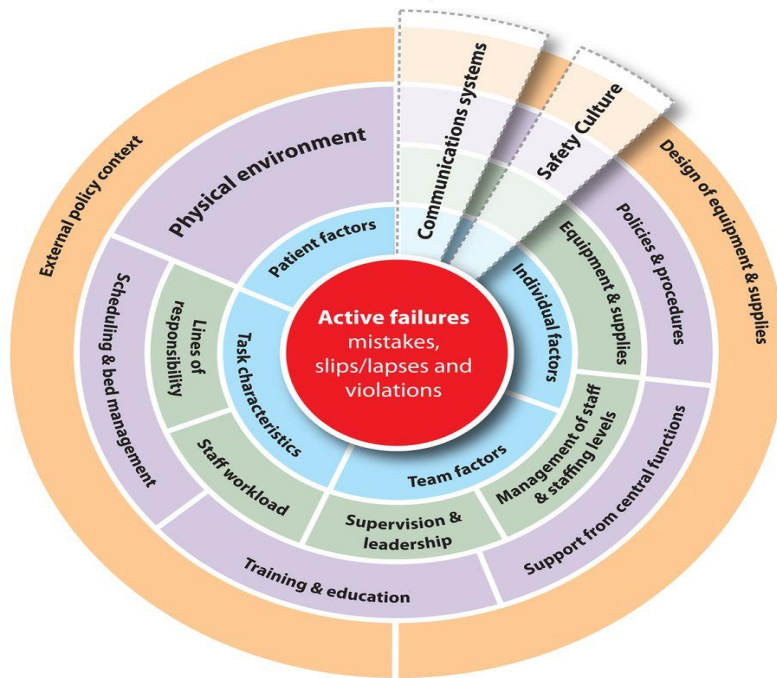 Active failures
mistakes,
slips/lapses and
violations
Communications systems
Safety Culture
Patient factors
Individual factors
Team factors
Task characteristics
Equipment & supplies
Management of staff
& staffing levels
Supervision &
leadership
Staff workload
Lines of
responsibility
Physical environment
Policies & procedures
Support from central functions
Training & education
Scheduling & bed management
External policy context
Design of equipment & supplies